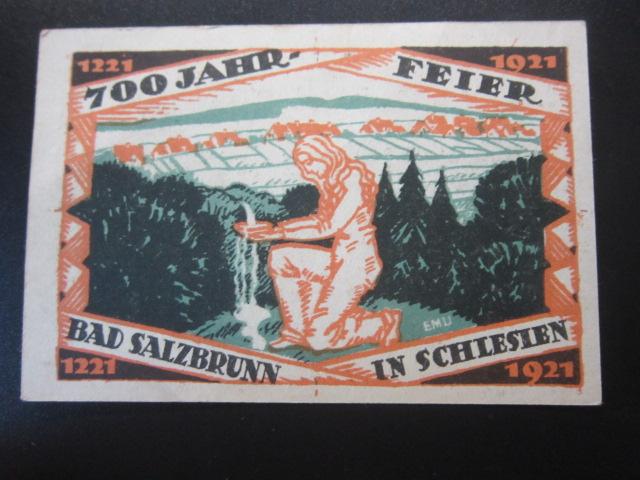 1221 1921
700 JAHR- FEIER
EMU
BAD SALZBRUNN IN SCHLESIEN
1221 1921